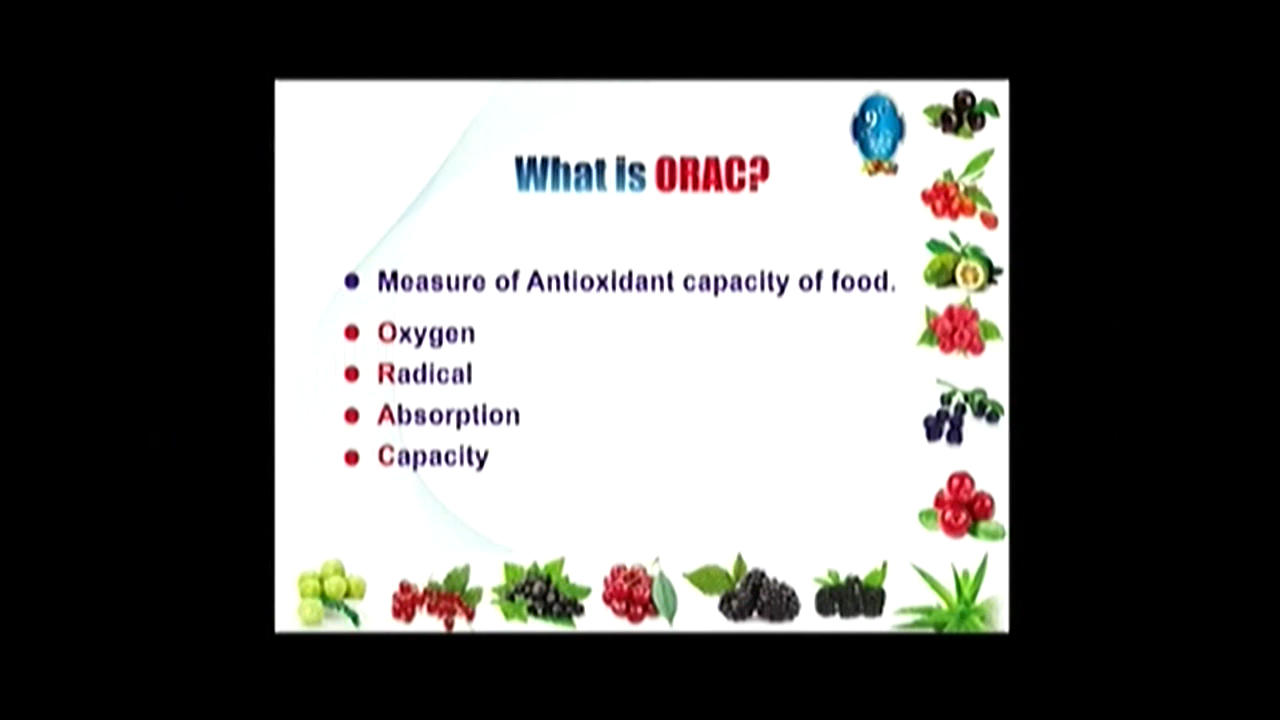 What is ORAC?
Measure of Antioxidant capacity of food.
Oxygen
Radical
Absorption
Capacity